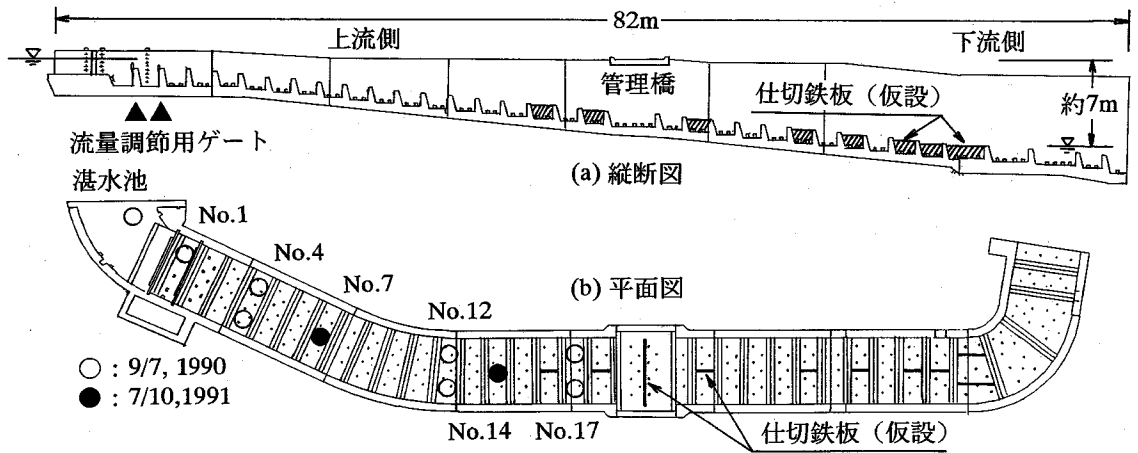 82m
上流側
下流側
管理橋
仕切鉄板（仮設）
約7m
流量調節用ゲート
(a) 縦断図
湛水池
No.1
No.4
No.7
(b) 平面図
No.12
○ : 9/7, 1990
● : 7/10,1991
No.14
No.17
仕切鉄板（仮設）